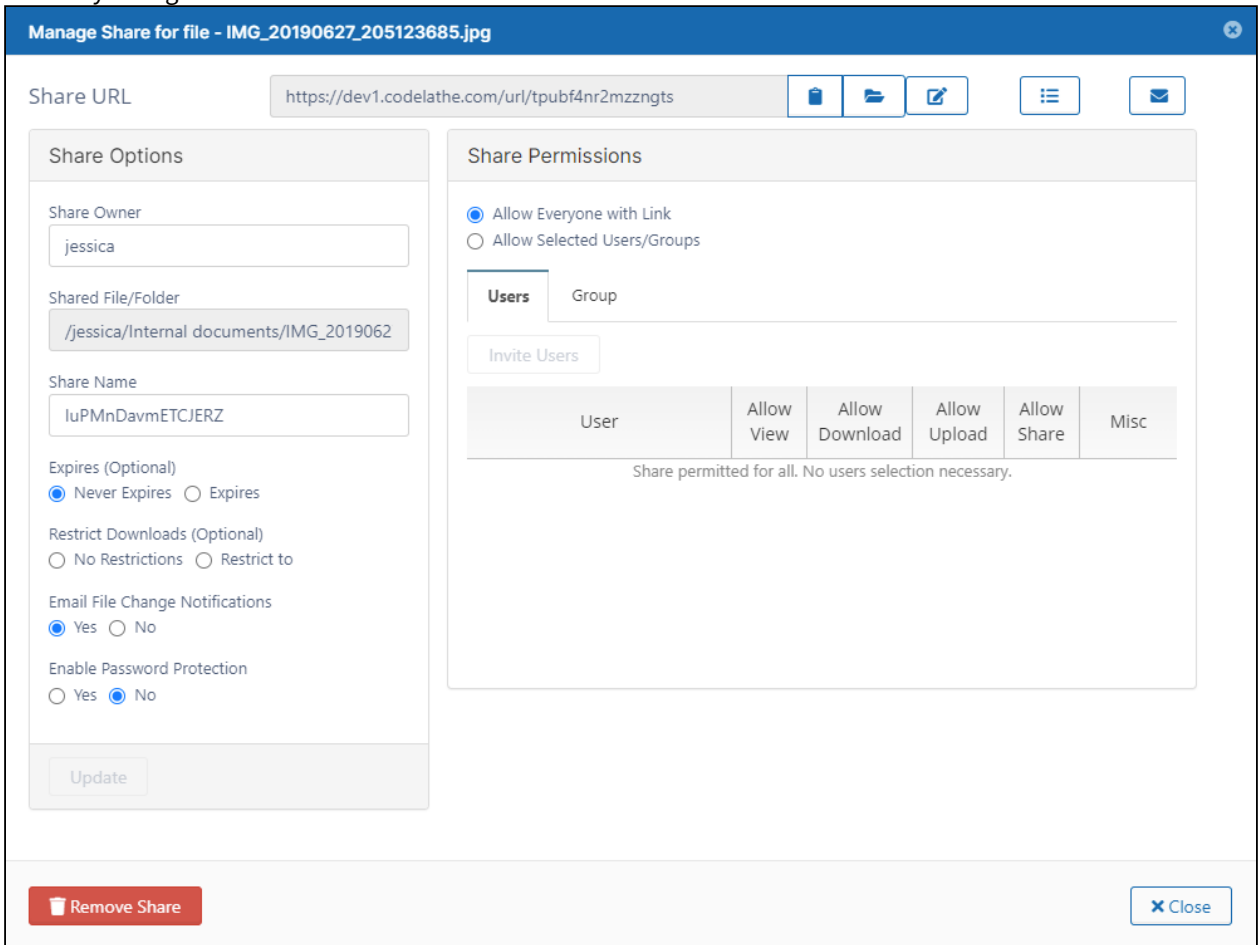 Manage Share for file - IMG_20190627_205123685.jpg
Share URL
https://dev1.codelathe.com/url/tpubf4nr2mzzngts
Share Options
Share Owner
jessica
Shared File/Folder
/jessica/Internal documents/IMG_2019062
Share Name
IuPMnDavmETCJERZ
Expires (Optional)
Never Expires Expires
Restrict Downloads (Optional)
No Restrictions Restrict to
Email File Change Notifications
Yes No
Enable Password Protection
Yes No
Update
Share Permissions
Allow Everyone with Link
Allow Selected Users/Groups
Users Group
Invite Users
User Allow View Allow Download Allow Upload Allow Share Misc
Share permitted for all. No users selection necessary.
Remove Share
Close